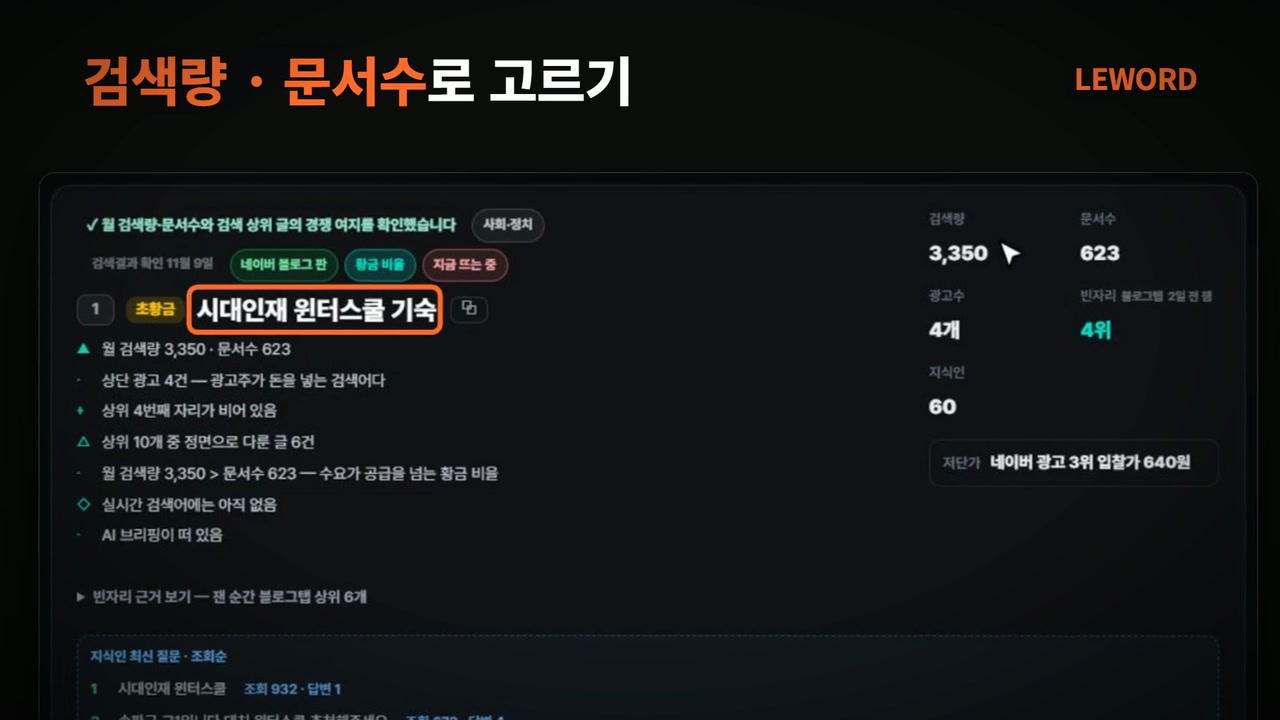 검색량 · 문서수로 고르기
LEWORD
✓ 월 검색량·문서수와 검색 상위 글의 경쟁 여지를 확인했습니다 사회·정치
검색결과 확인 11월 9일 네이버 블로그 판 황금 비율 지금 뜨는 중
1 초황금 시대인재 윈터스쿨 기숙
▲ 월 검색량 3,350 · 문서수 623
· 상단 광고 4건 — 광고주가 돈을 넣는 검색어다
상위 4번째 자리가 비어 있음
△ 상위 10개 중 정면으로 다룬 글 6건
· 월 검색량 3,350 > 문서수 623 — 수요가 공급을 넘는 황금 비율
◇ 실시간 검색어에는 아직 없음
· AI 브리핑이 떠 있음
▶ 빈자리 근거 보기 — 잰 순간 블로그탭 상위 6개
지식인 최신 질문 · 조회순
1 시대인재 윈터스쿨 조회 932 · 답변 1
검색량 문서수
3,350 623
광고수 빈자리 블로그탭 2일 전 잼
4개 4위
지식인
60
저단가 네이버 광고 3위 입찰가 640원